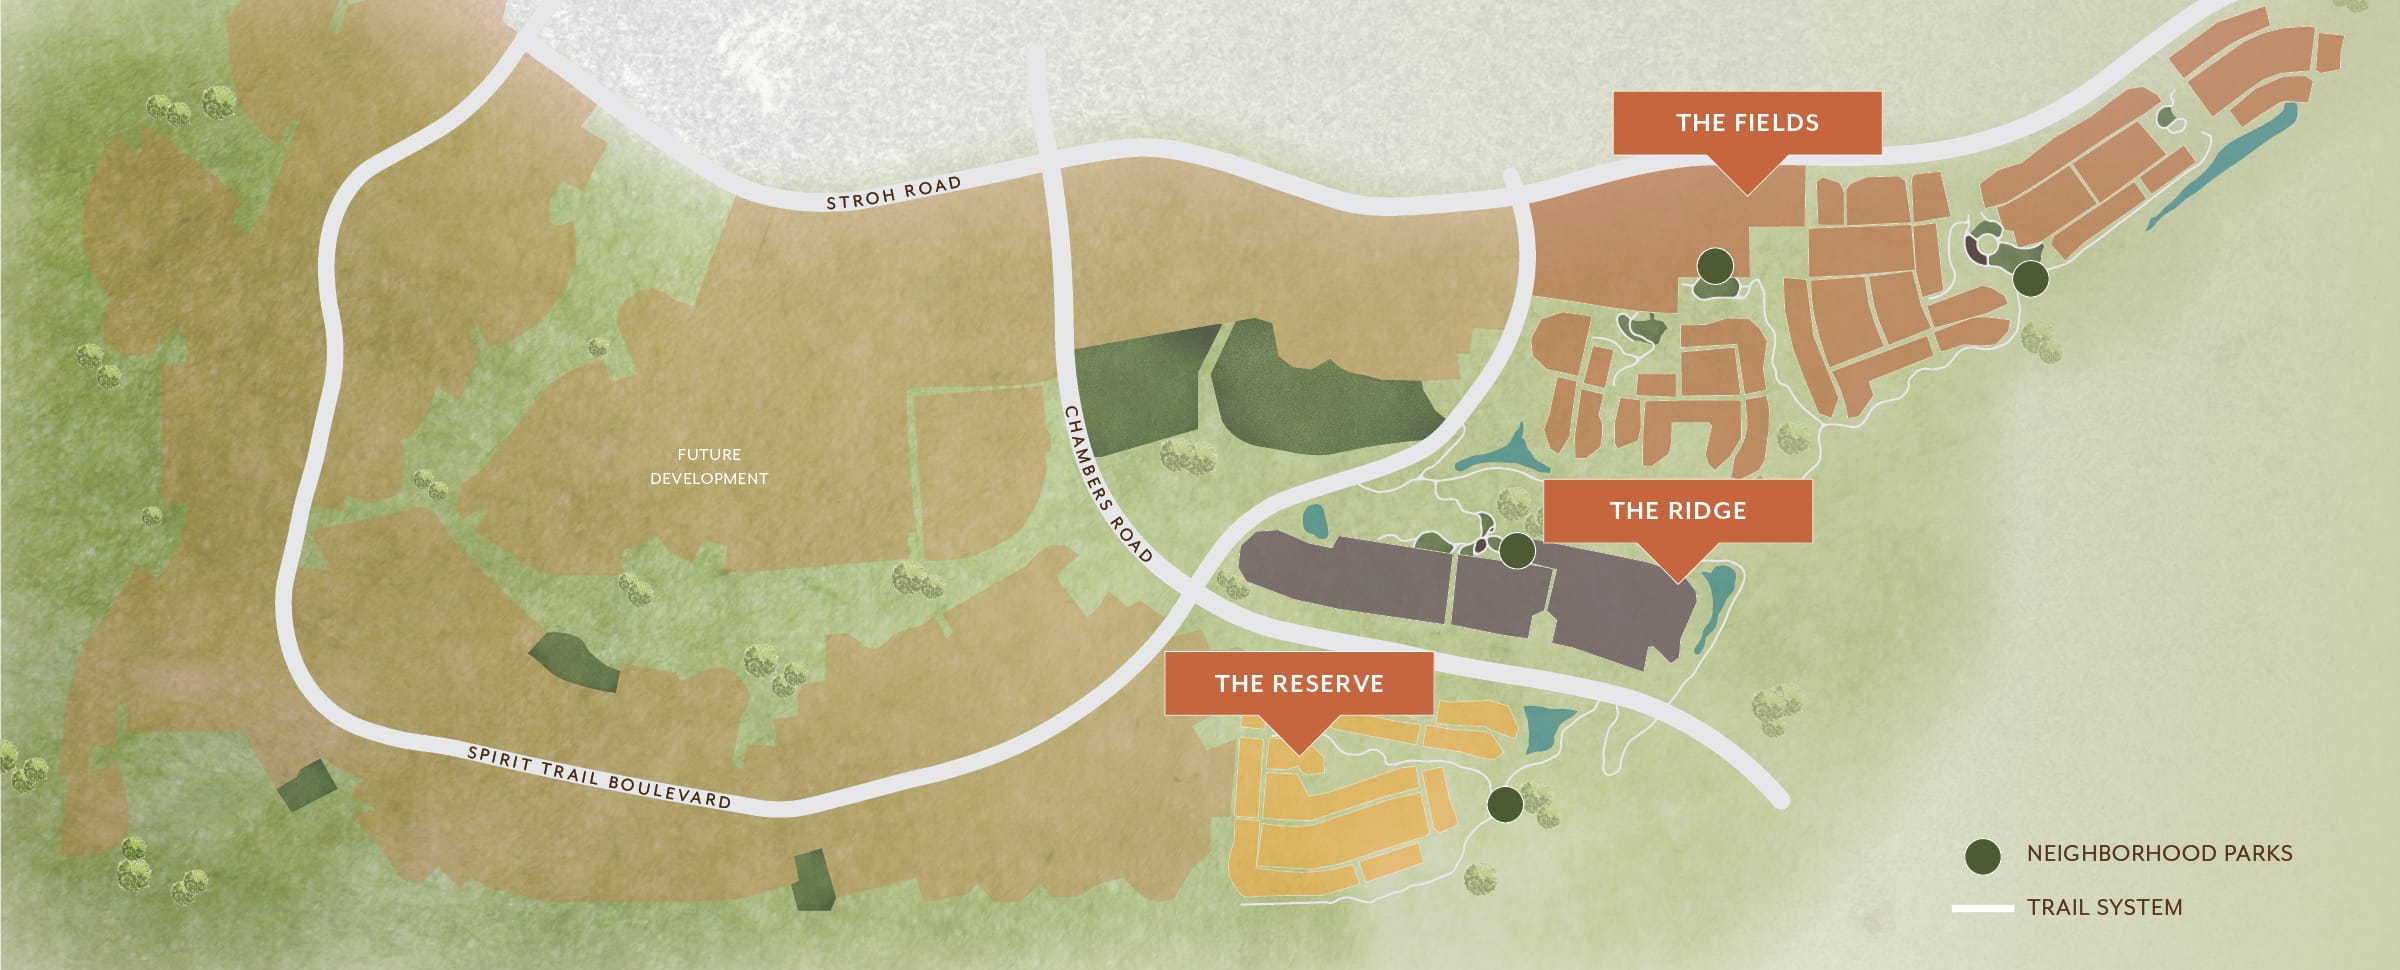 THE FIELDS
STROH ROAD
CHAMBERS ROAD
FUTURE
DEVELOPMENT
THE RIDGE
THE RESERVE
SPIRIT TRAIL BOULEVARD
NEIGHBORHOOD PARKS
TRAIL SYSTEM